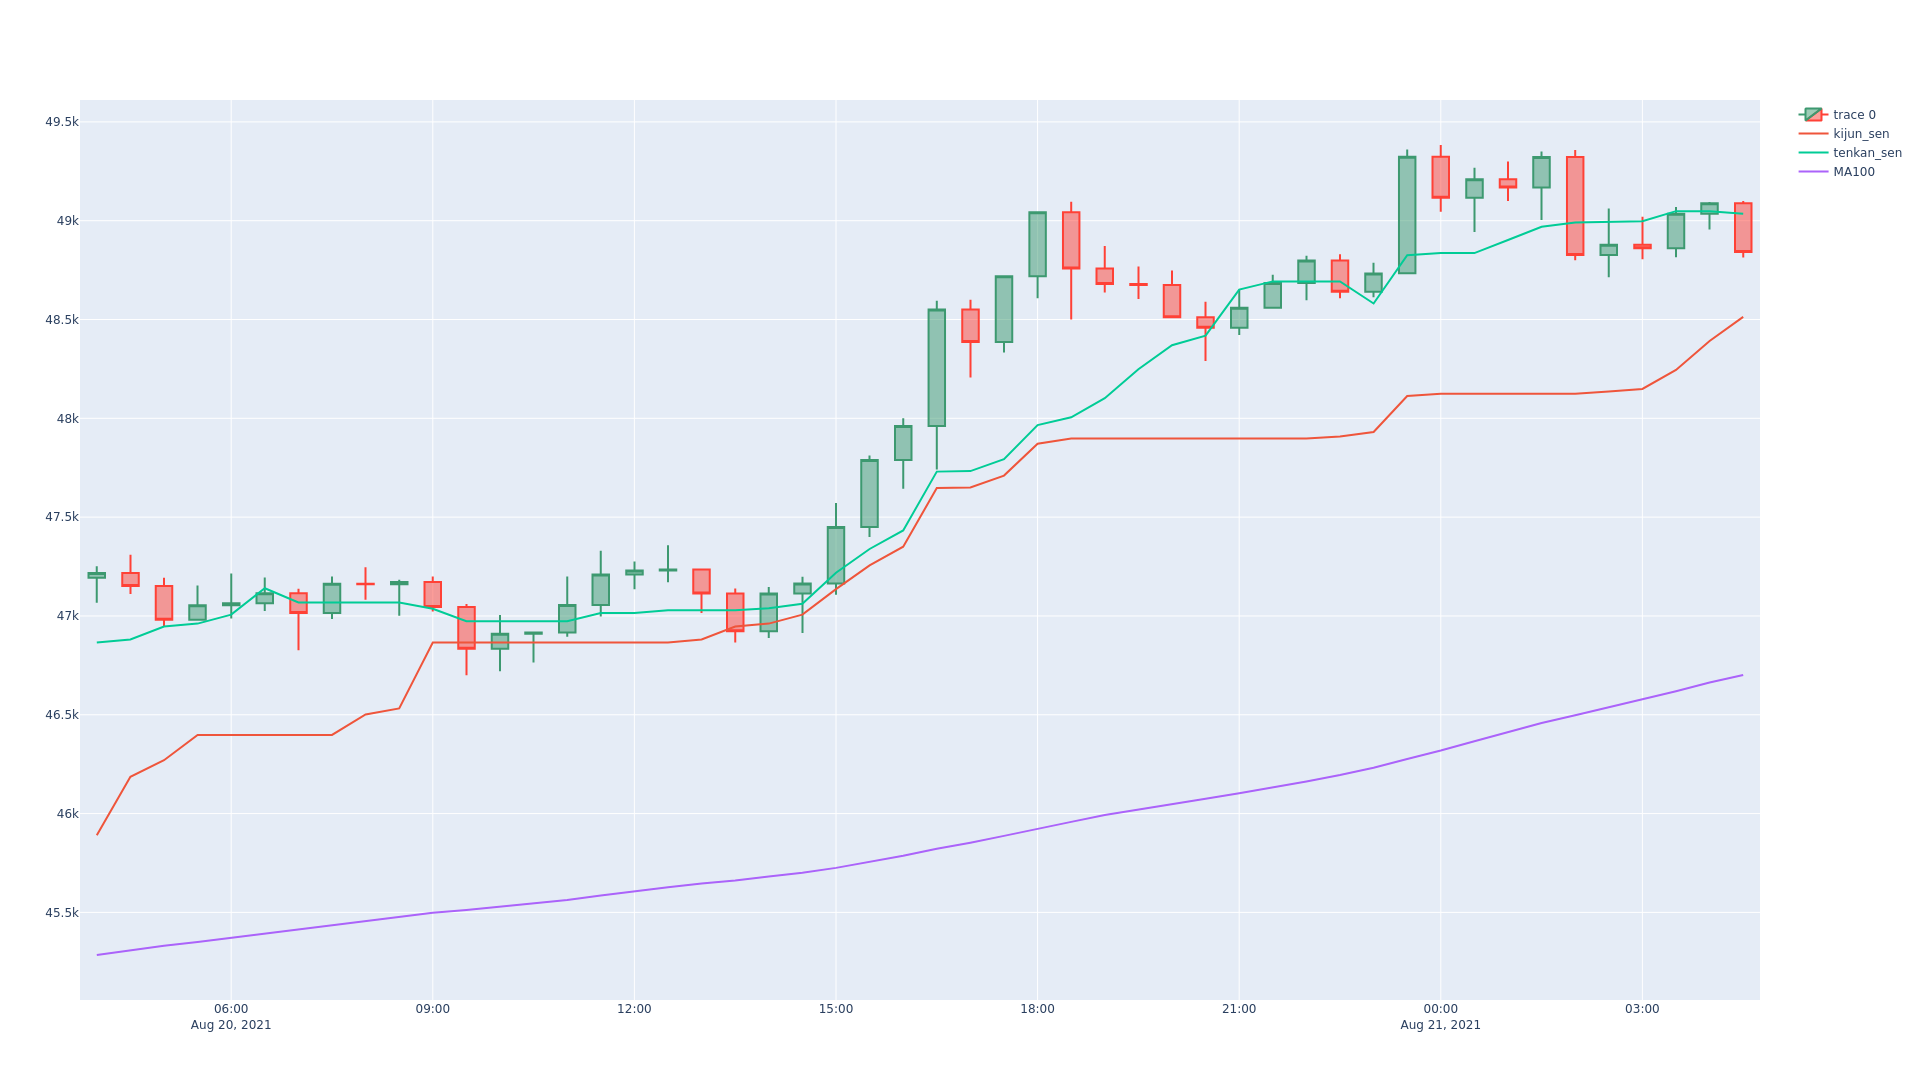 49.5k
49k
48.5k
48k
47.5k
47k
46.5k
46k
45.5k
06:00
Aug 20, 2021
09:00
12:00
15:00
18:00
21:00
00:00
Aug 21, 2021
03:00
trace 0
kijun_sen
tenkan_sen
MA100